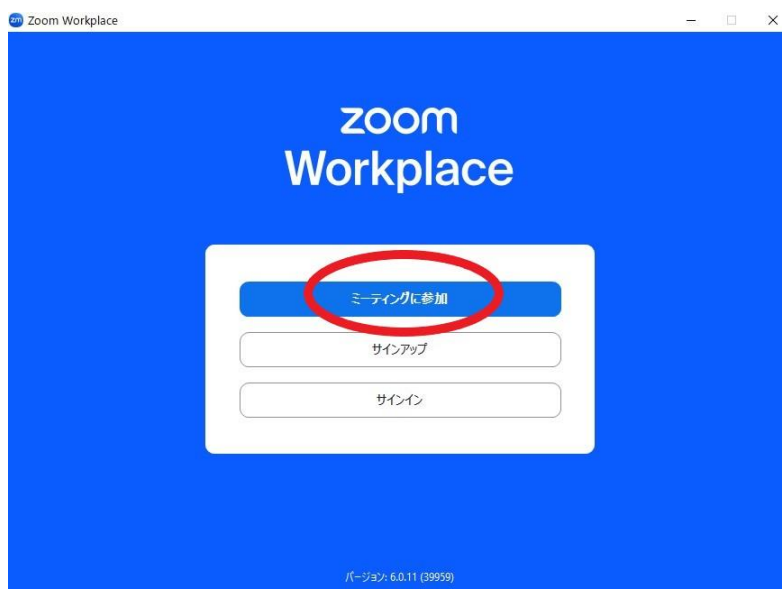 zm Zoom Workplace
zoom
Workplace
ミーティングに参加
サインアップ
サインイン
バージョン: 6.0.11 (39959)